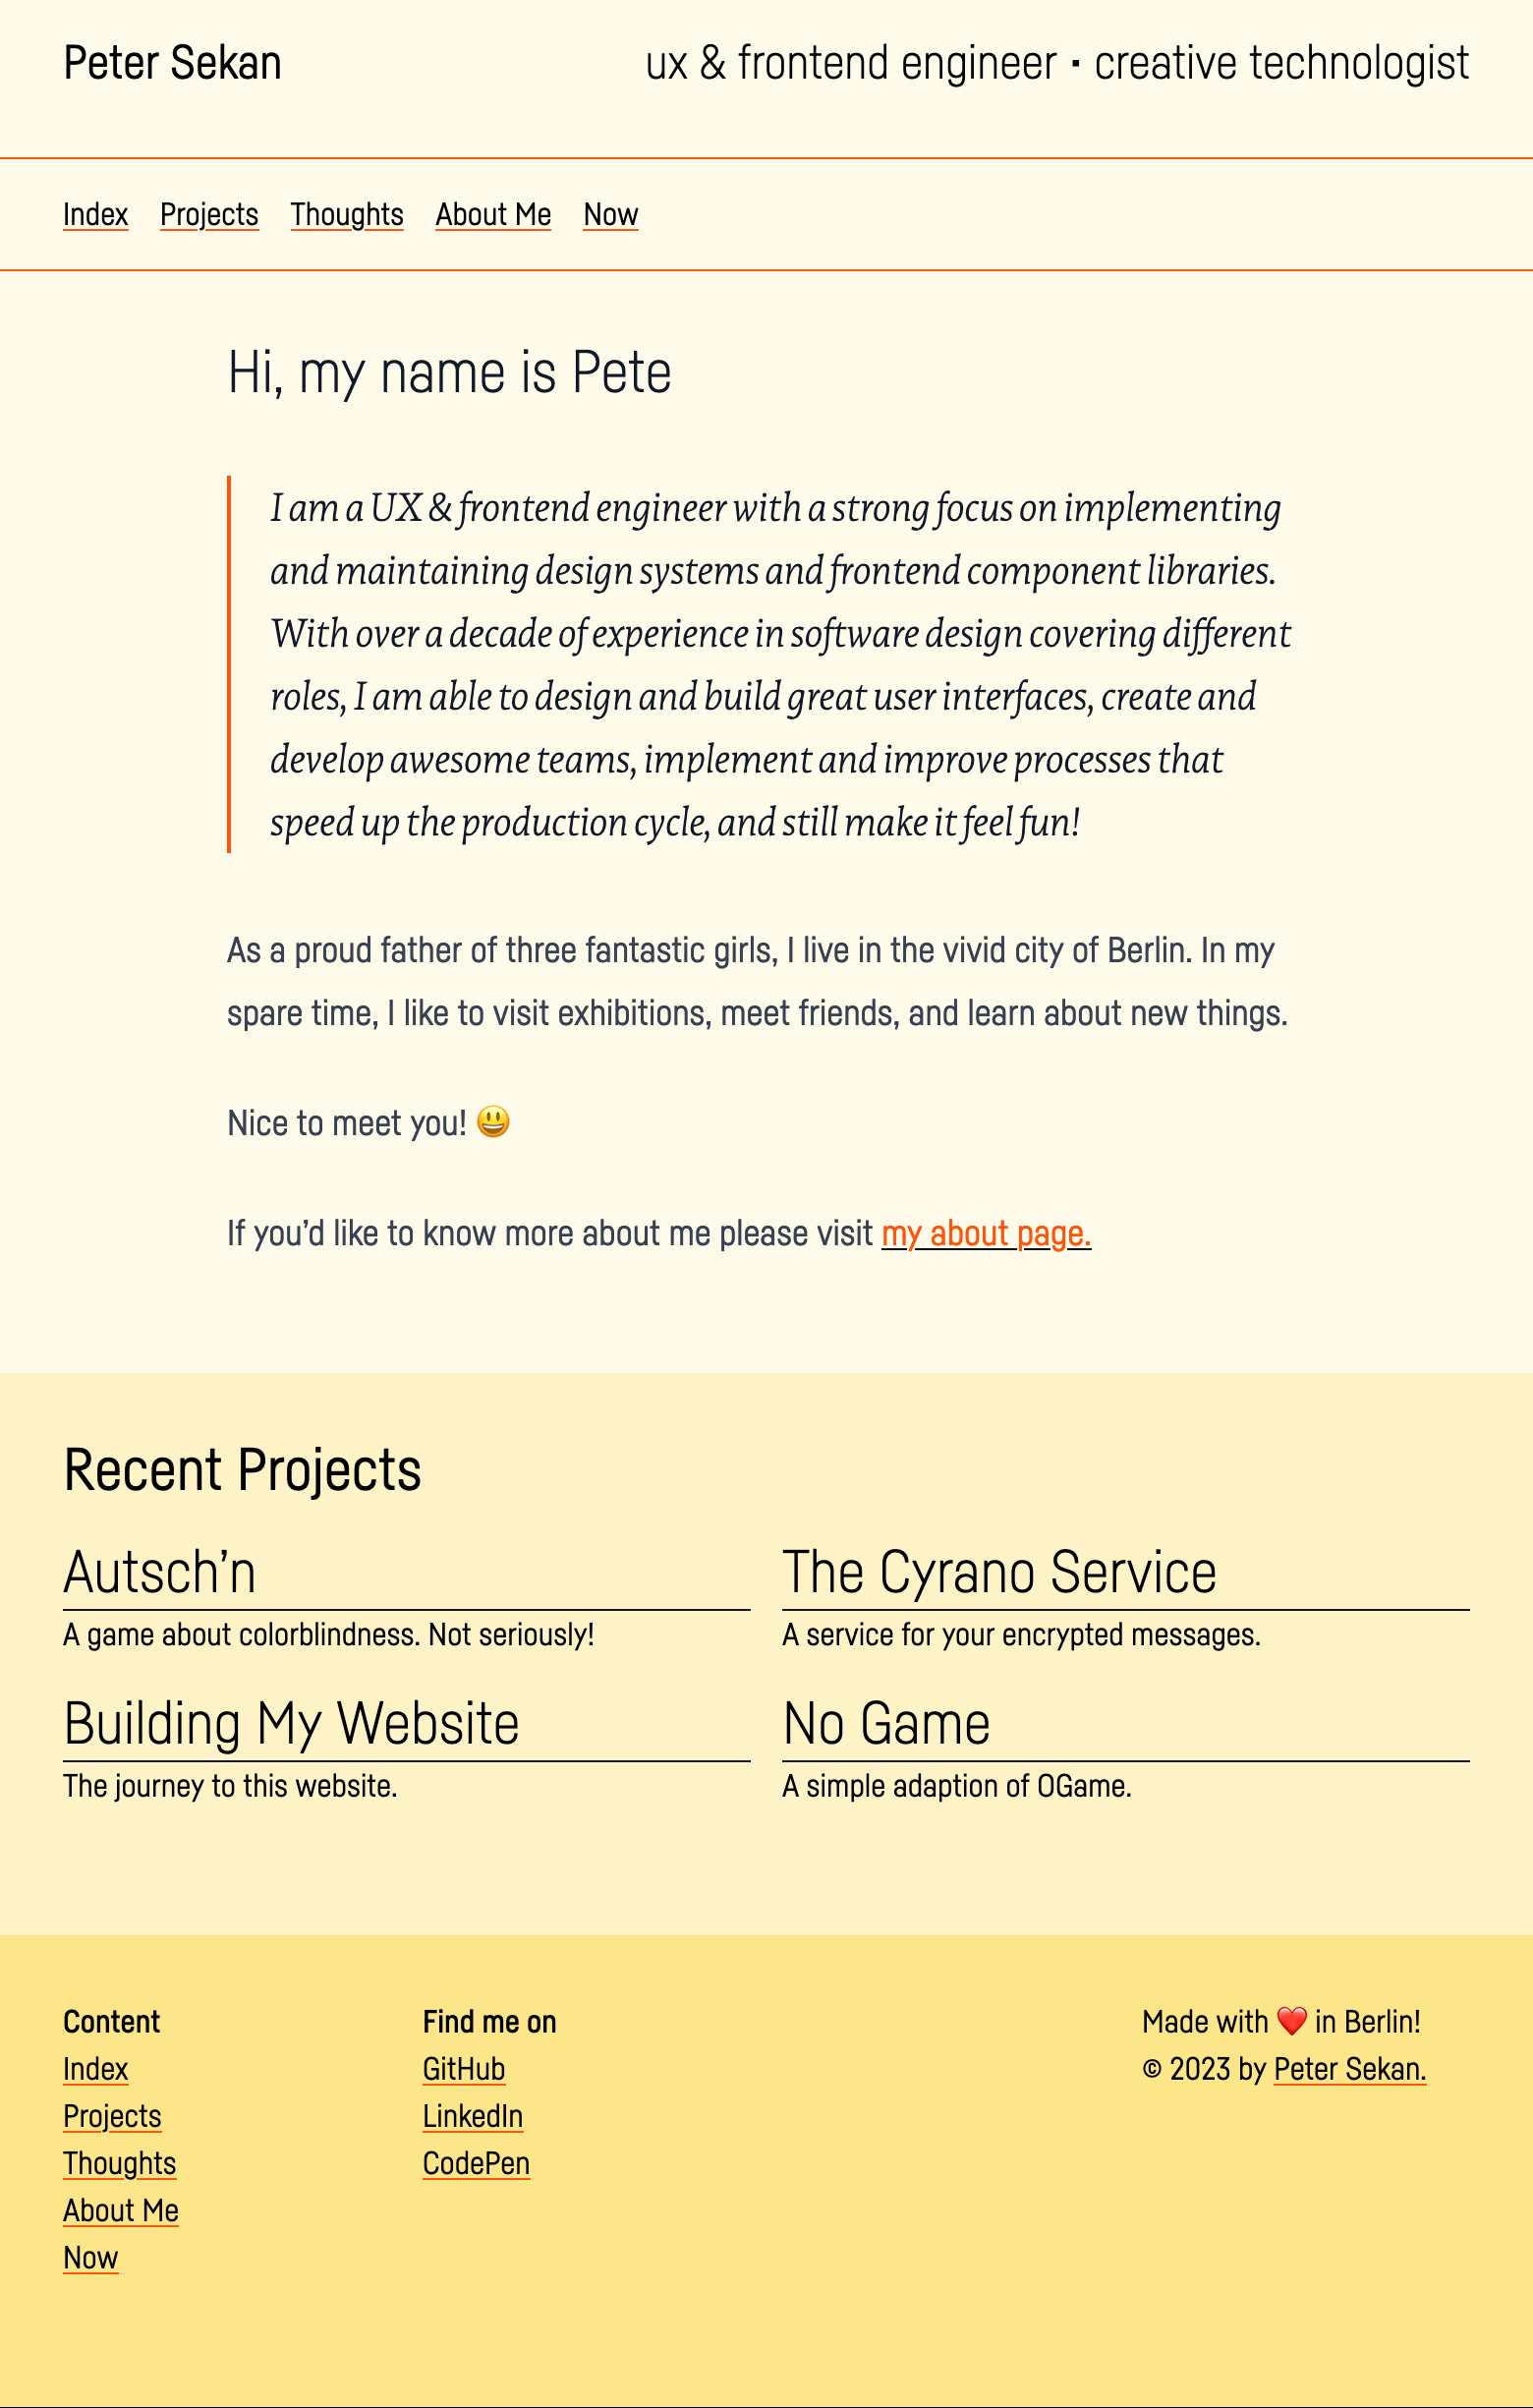 Peter Sekan
ux & frontend engineer · creative technologist
Index Projects Thoughts About Me Now
Hi, my name is Pete
I am a UX & frontend engineer with a strong focus on implementing
and maintaining design systems and frontend component libraries.
With over a decade of experience in software design covering different
roles, I am able to design and build great user interfaces, create and
develop awesome teams, implement and improve processes that
speed up the production cycle, and still make it feel fun!
As a proud father of three fantastic girls, I live in the vivid city of Berlin. In my
spare time, I like to visit exhibitions, meet friends, and learn about new things.
Nice to meet you! 😃
If you’d like to know more about me please visit my about page.
Recent Projects
Autsch’n
A game about colorblindness. Not seriously!
The Cyrano Service
A service for your encrypted messages.
Building My Website
The journey to this website.
No Game
A simple adaption of OGame.
Content
Index
Projects
Thoughts
About Me
Now
Find me on
GitHub
LinkedIn
CodePen
Made with ❤️ in Berlin!
© 2023 by Peter Sekan.